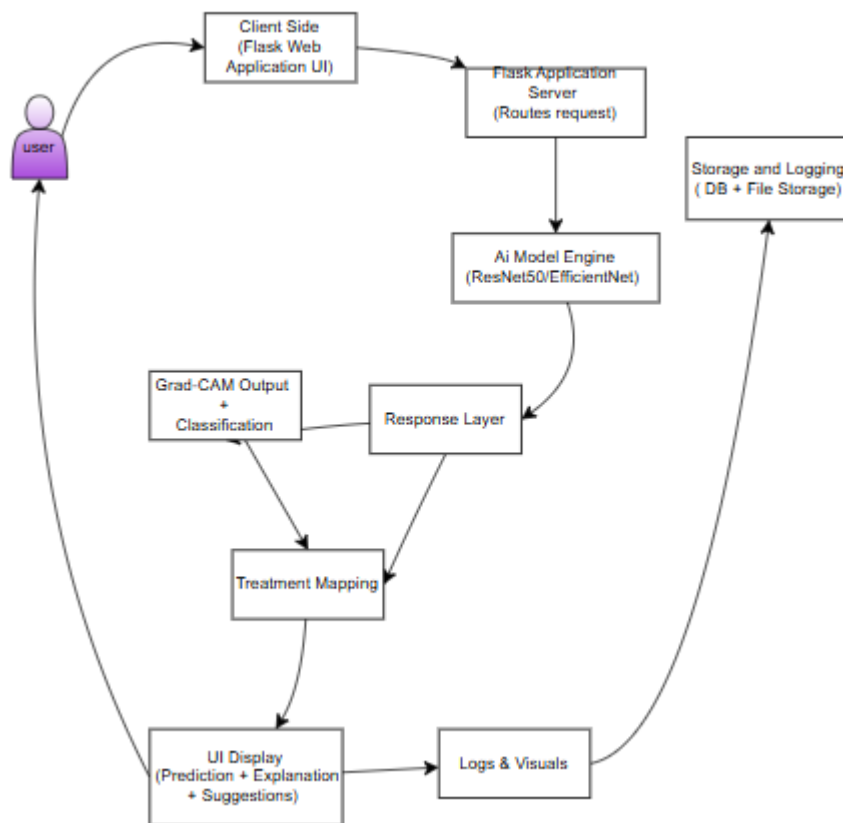 Client Side
(Flask Web
Application UI)
Flask Application
Server
(Routes request)
user
Storage and Logging
( DB + File Storage)
Ai Model Engine
(ResNet50/EfficientNet)
Grad-CAM Output
+
Classification
Response Layer
Treatment Mapping
UI Display
(Prediction + Explanation
+ Suggestions)
Logs & Visuals